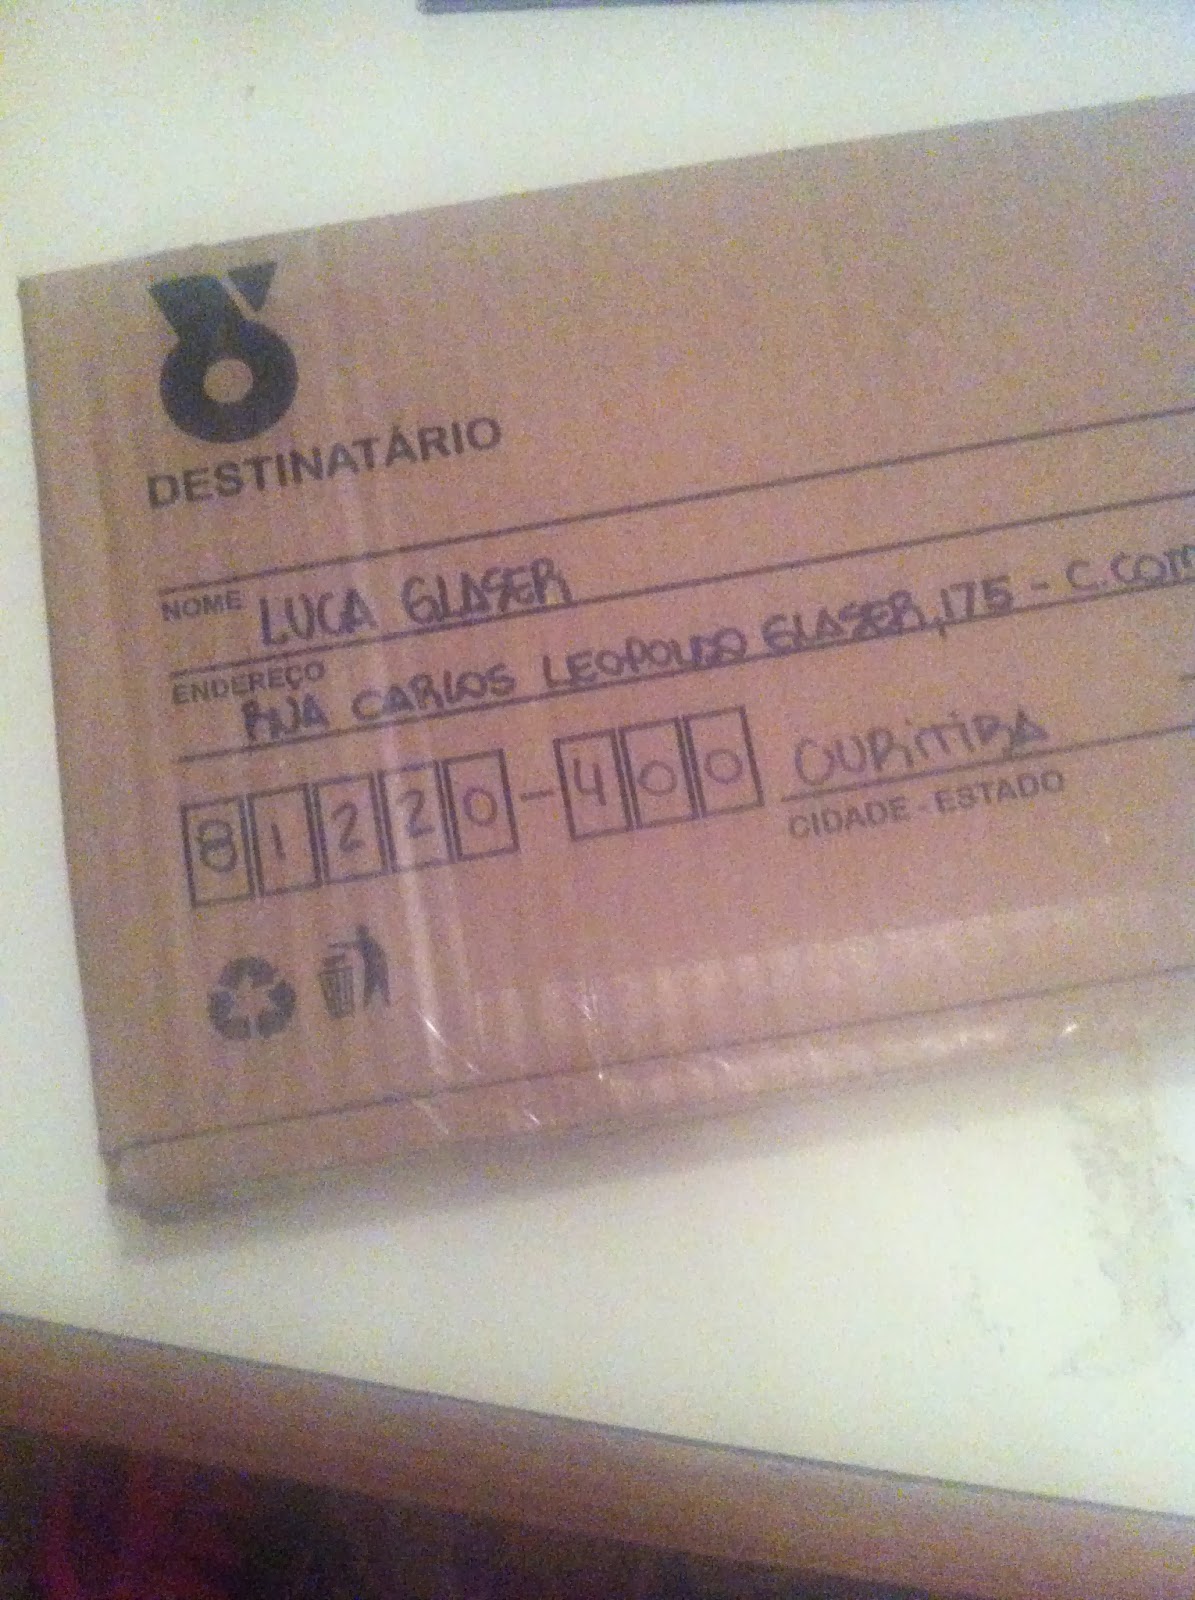 DESTINATÁRIO
NOME LUCA GLASER
ENDEREÇO
RUA CARLOS LEOPOLDO GLASER, 175 - C.COM
81220-400 CURITIBA
CIDADE - ESTADO